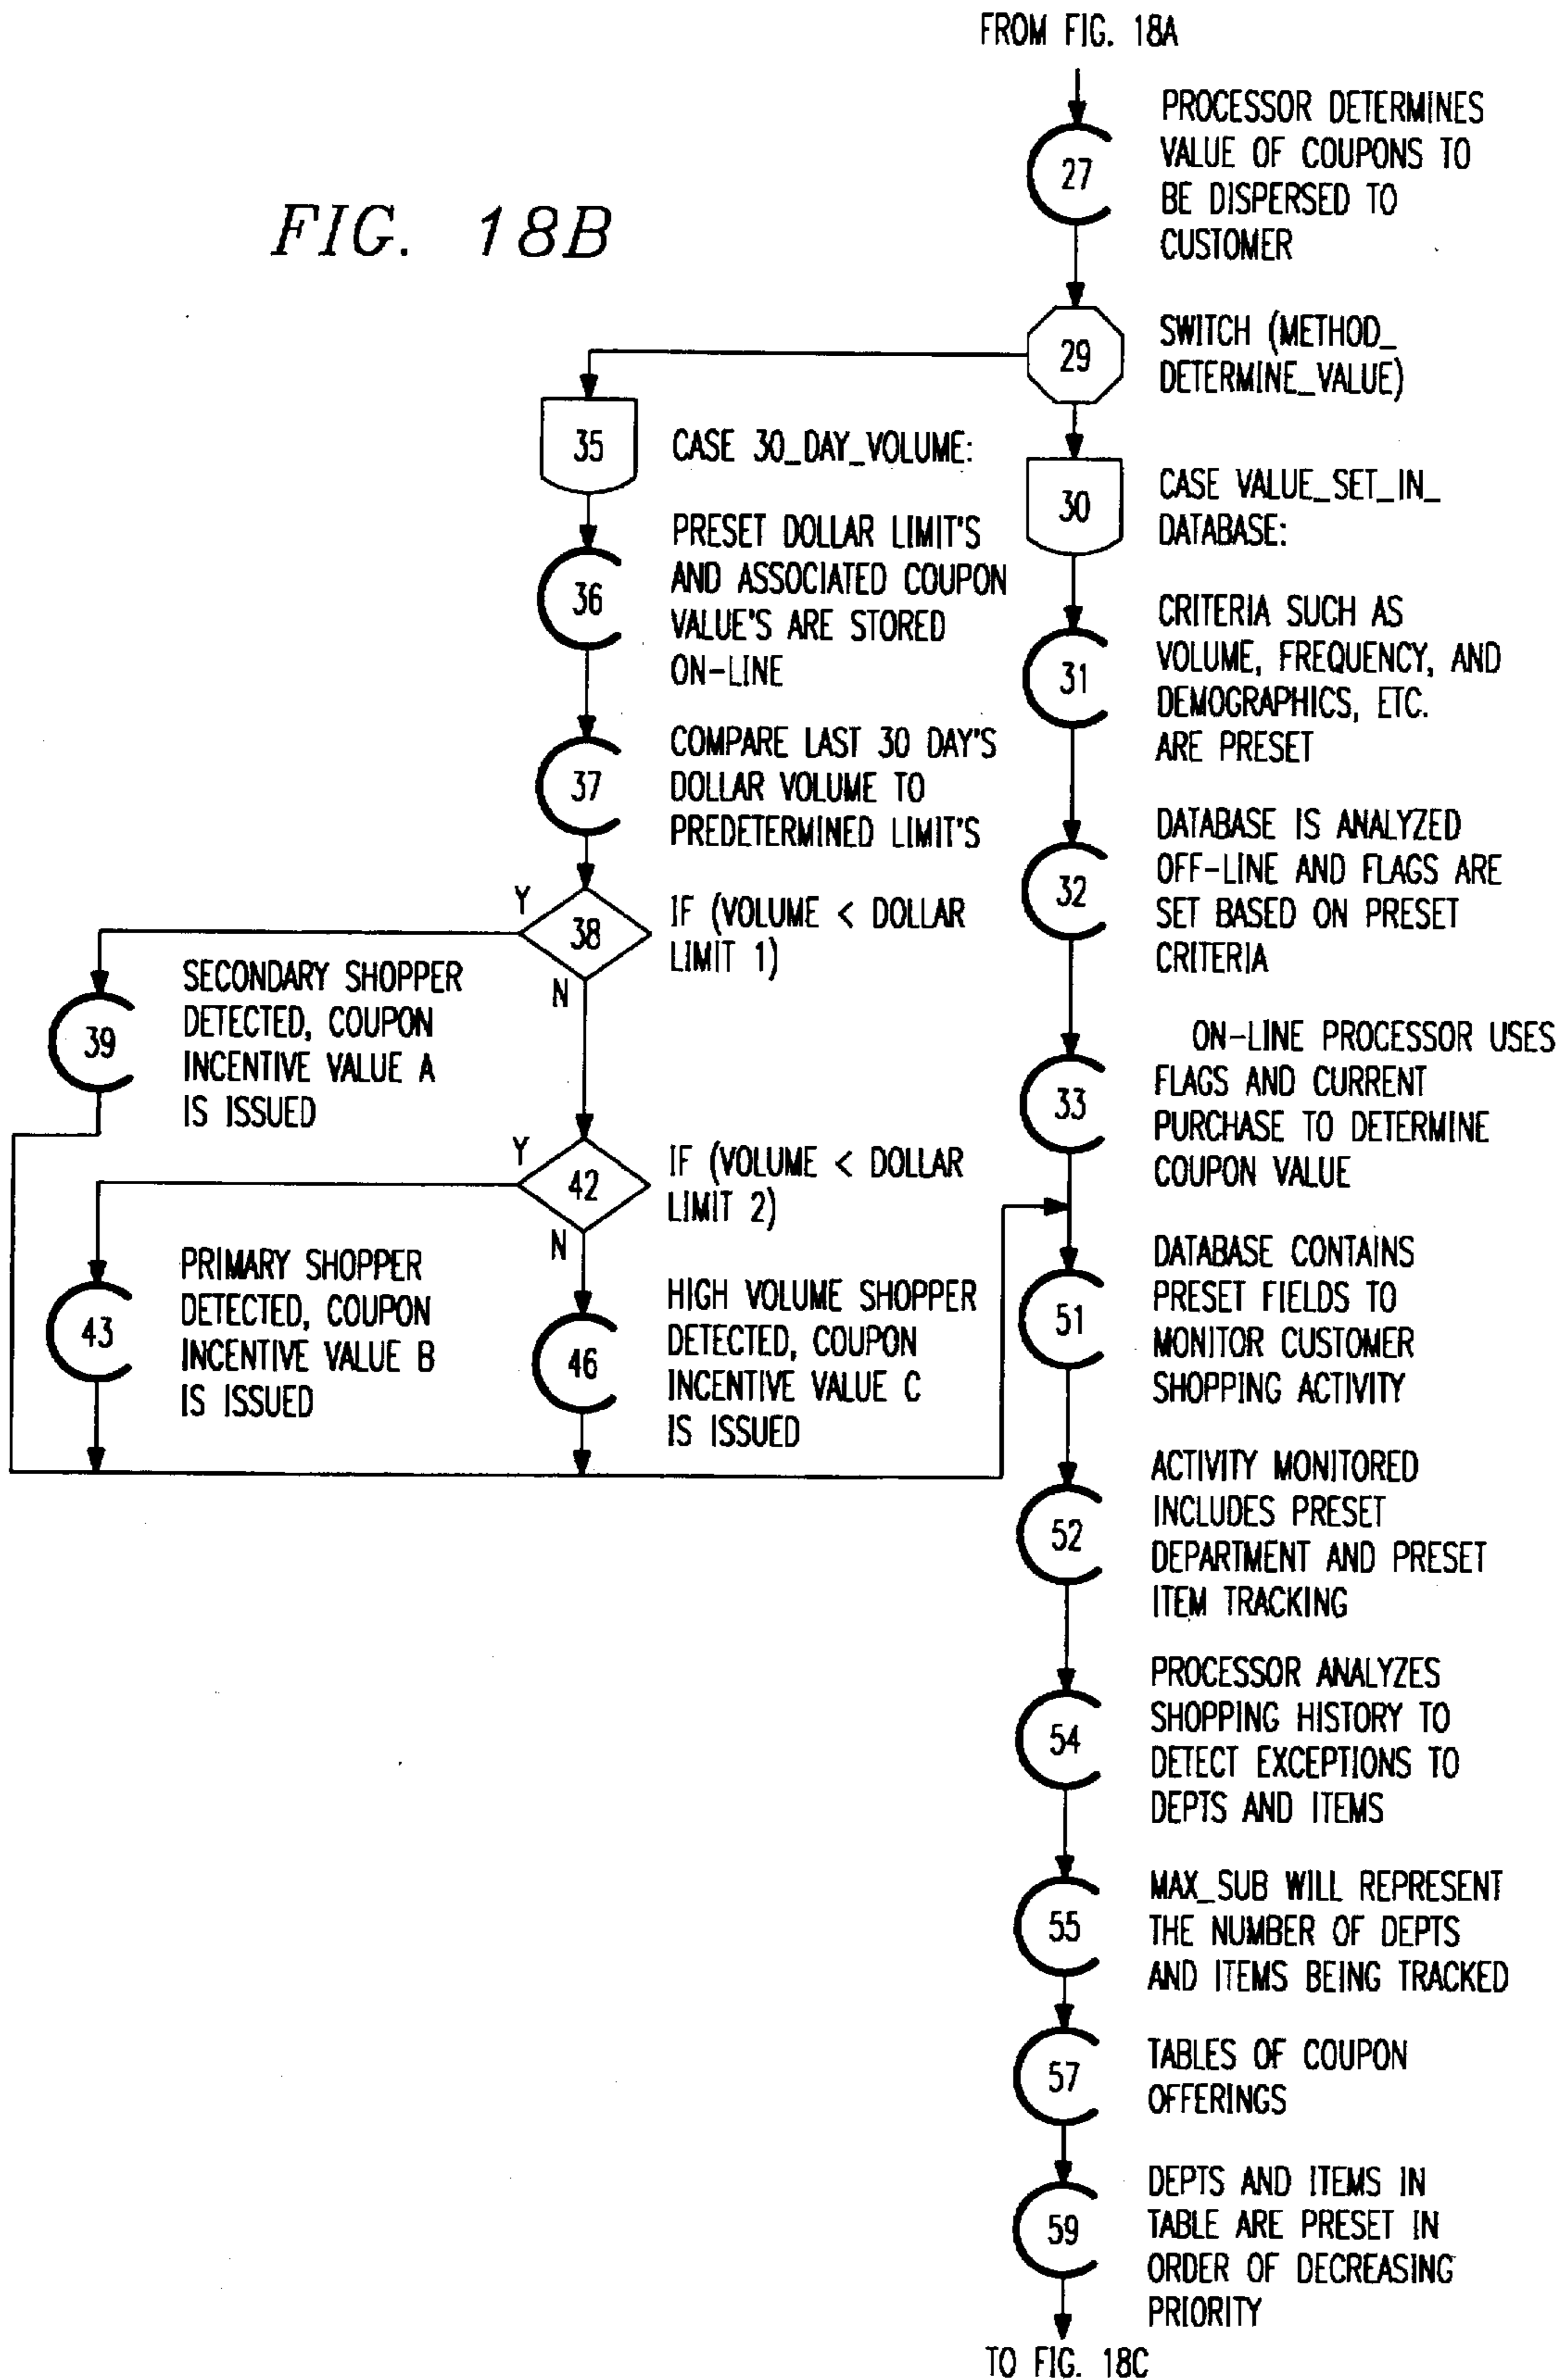 FROM FIG. 18A
FIG. 18B
27
PROCESSOR DETERMINES
VALUE OF COUPONS TO
BE DISPERSED TO
CUSTOMER
29
SWITCH (METHOD_
DETERMINE_VALUE)
35
CASE 30_DAY_VOLUME:
36
PRESET DOLLAR LIMIT'S
AND ASSOCIATED COUPON
VALUE'S ARE STORED
ON-LINE
37
COMPARE LAST 30 DAY'S
DOLLAR VOLUME TO
PREDETERMINED LIMIT'S
Y
38
N
IF (VOLUME < DOLLAR
LIMIT 1)
39
SECONDARY SHOPPER
DETECTED, COUPON
INCENTIVE VALUE A
IS ISSUED
Y
42
N
IF (VOLUME < DOLLAR
LIMIT 2)
43
PRIMARY SHOPPER
DETECTED, COUPON
INCENTIVE VALUE B
IS ISSUED
46
HIGH VOLUME SHOPPER
DETECTED, COUPON
INCENTIVE VALUE C
IS ISSUED
30
CASE VALUE_SET_IN_
DATABASE:
31
CRITERIA SUCH AS
VOLUME, FREQUENCY, AND
DEMOGRAPHICS, ETC.
ARE PRESET
32
DATABASE IS ANALYZED
OFF-LINE AND FLAGS ARE
SET BASED ON PRESET
CRITERIA
33
ON-LINE PROCESSOR USES
FLAGS AND CURRENT
PURCHASE TO DETERMINE
COUPON VALUE
51
DATABASE CONTAINS
PRESET FIELDS TO
MONITOR CUSTOMER
SHOPPING ACTIVITY
52
ACTIVITY MONITORED
INCLUDES PRESET
DEPARTMENT AND PRESET
ITEM TRACKING
54
PROCESSOR ANALYZES
SHOPPING HISTORY TO
DETECT EXCEPTIONS TO
DEPTS AND ITEMS
55
MAX_SUB WILL REPRESENT
THE NUMBER OF DEPTS
AND ITEMS BEING TRACKED
57
TABLES OF COUPON
OFFERINGS
59
DEPTS AND ITEMS IN
TABLE ARE PRESET IN
ORDER OF DECREASING
PRIORITY
TO FIG. 18C